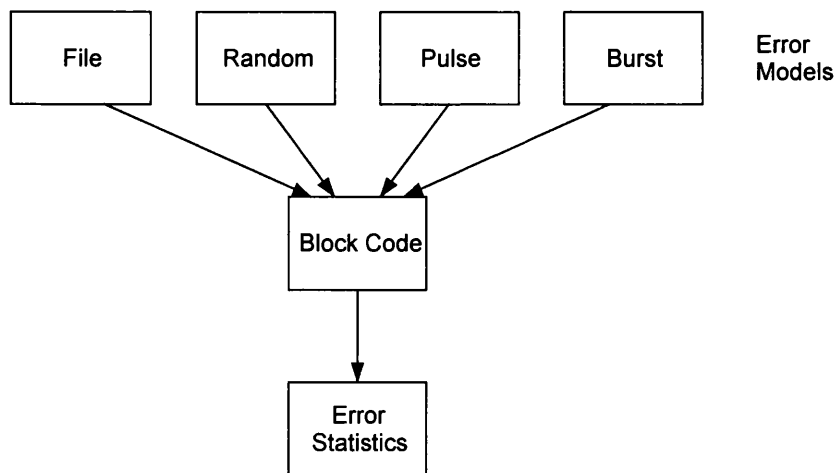 File
Random
Pulse
Burst
Error
Models
Block Code
Error
Statistics